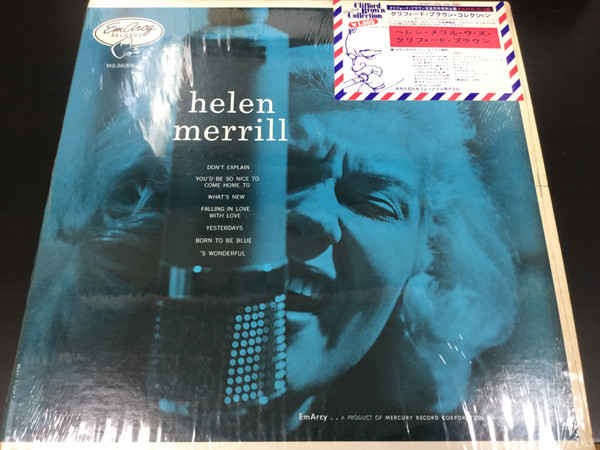 EmArcy
RECORDS
MG-36006
helen
merrill
DON'T EXPLAIN
YOU'D BE SO NICE TO
COME HOME TO
WHAT'S NEW
FALLING IN LOVE
WITH LOVE
YESTERDAYS
BORN TO BE BLUE
'S WONDERFUL
Clifford
Brown
Collection
クリフォード・ブラウン・コレクション
ヘレン・メリル・ウィズ・
クリフォード・ブラウン
EmArcy . . A PRODUCT OF MERCURY RECORD CORPORATION